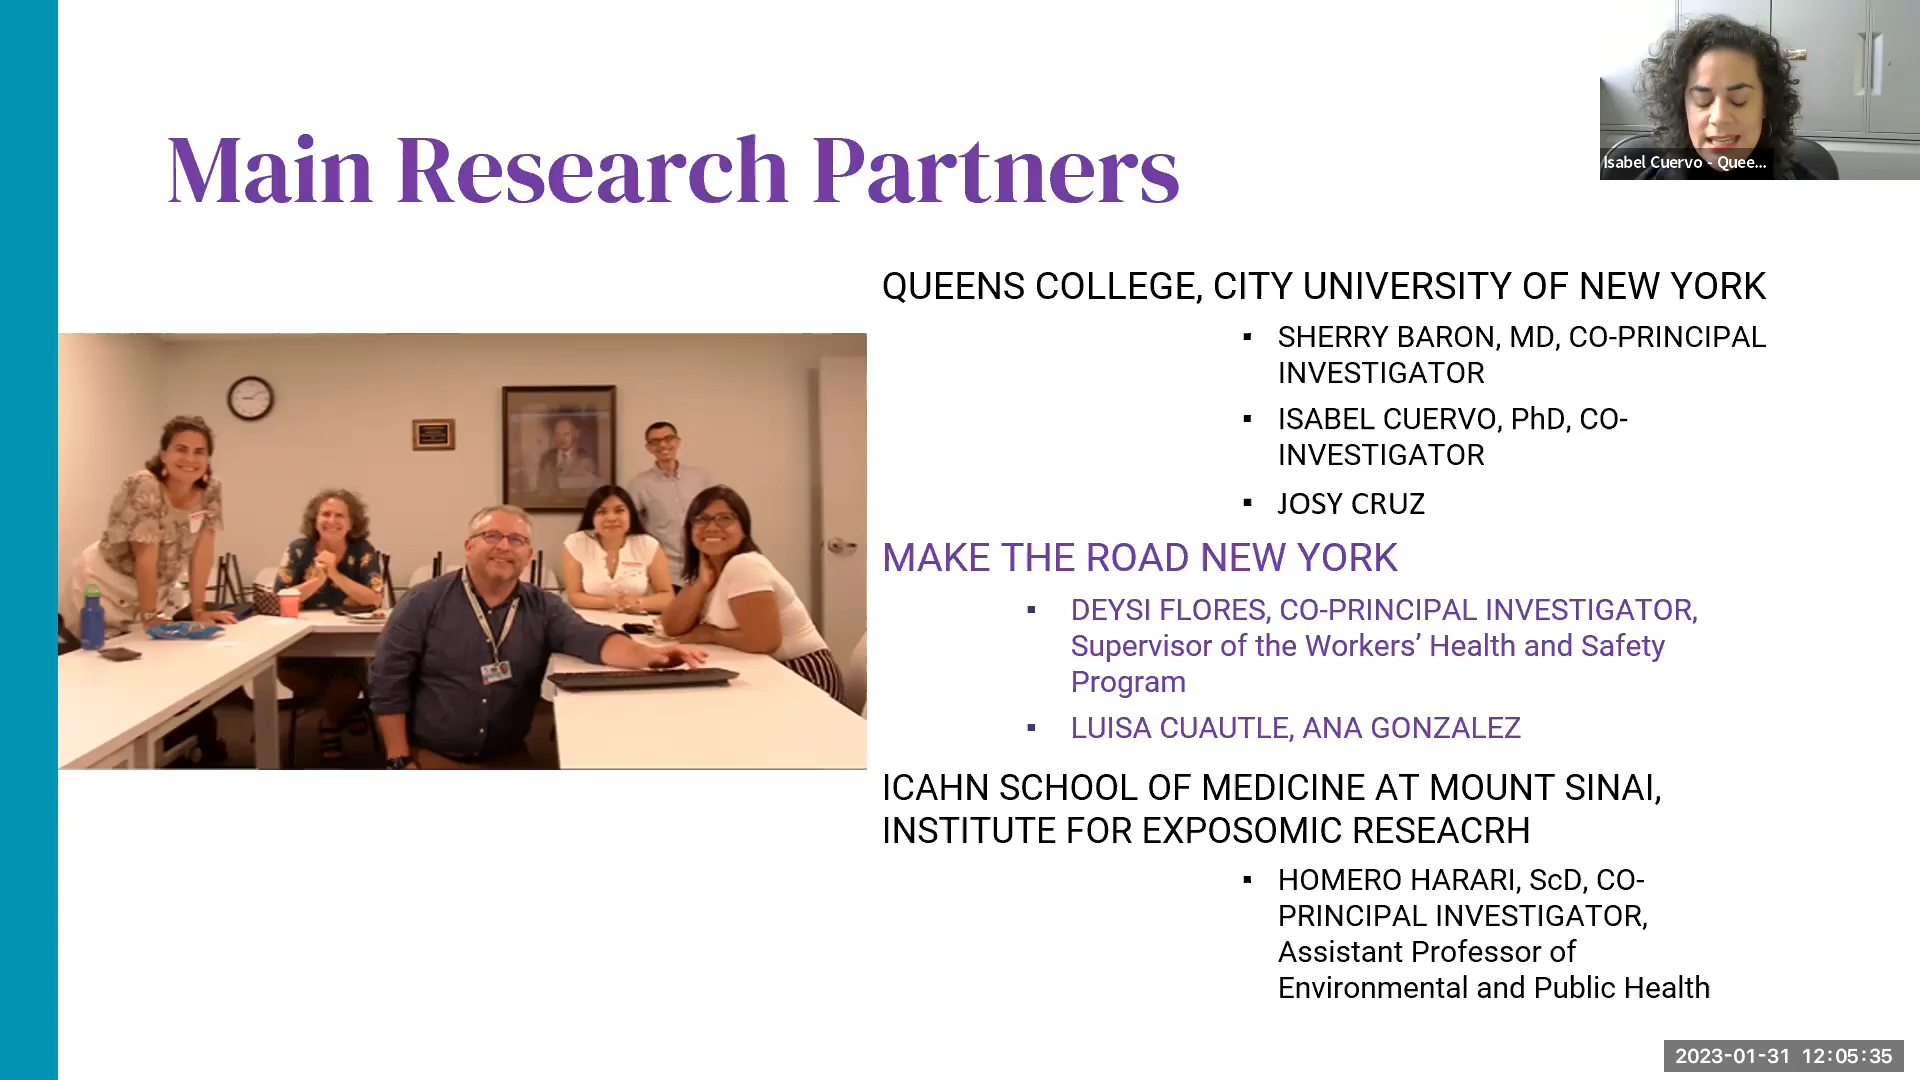 Main Research Partners
Isabel Cuervo - Quee...
QUEENS COLLEGE, CITY UNIVERSITY OF NEW YORK
▪ SHERRY BARON, MD, CO-PRINCIPAL
INVESTIGATOR
▪ ISABEL CUERVO, PhD, CO-
INVESTIGATOR
▪ JOSY CRUZ
MAKE THE ROAD NEW YORK
▪ DEYSI FLORES, CO-PRINCIPAL INVESTIGATOR,
Supervisor of the Workers’ Health and Safety
Program
▪ LUISA CUAUTLE, ANA GONZALEZ
ICAHN SCHOOL OF MEDICINE AT MOUNT SINAI,
INSTITUTE FOR EXPOSOMIC RESEACRH
▪ HOMERO HARARI, ScD, CO-
PRINCIPAL INVESTIGATOR,
Assistant Professor of
Environmental and Public Health
2023-01-31 12:05:35